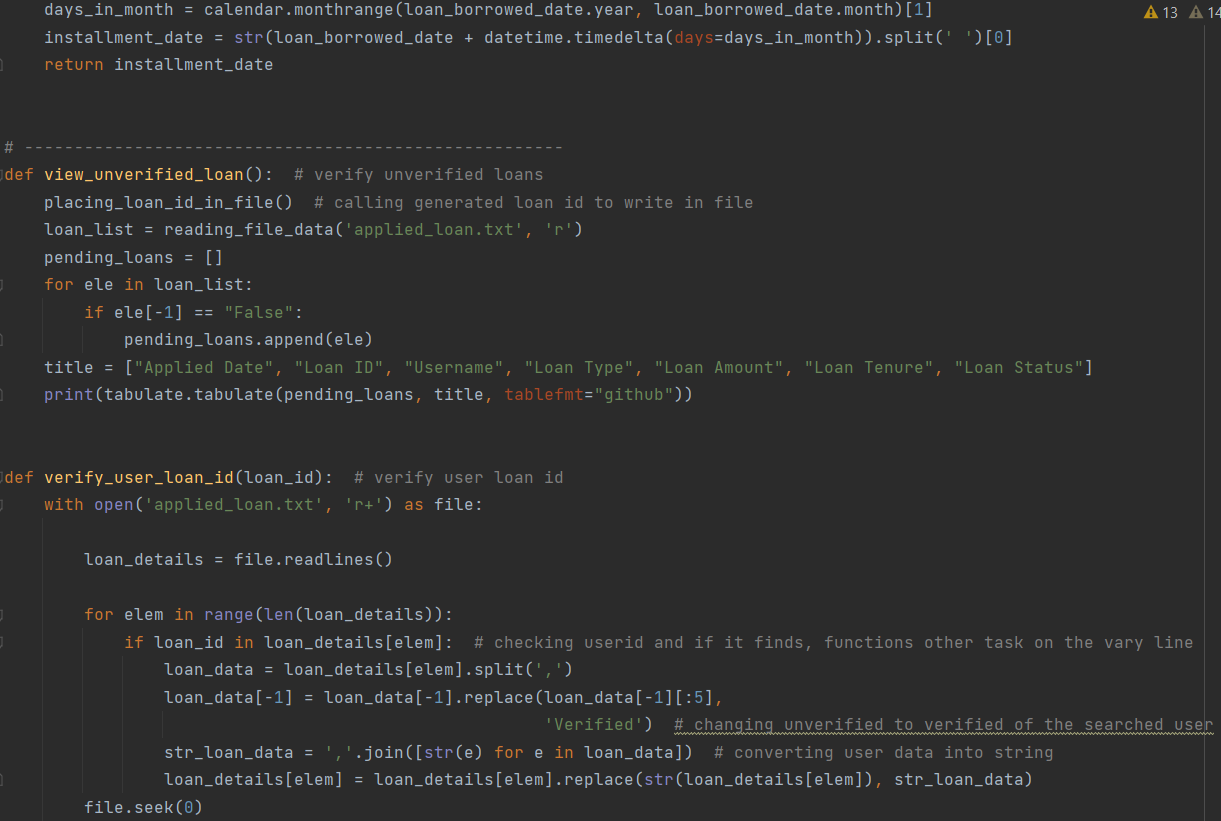 days_in_month = calendar.monthrange(loan_borrowed_date.year, loan_borrowed_date.month)[1]
13 14
installment_date = str(loan_borrowed_date + datetime.timedelta(days=days_in_month)).split(' ')[0]
return installment_date
# ------------------------------------------------------
def view_unverified_loan():  # verify unverified loans
placing_loan_id_in_file()  # calling generated loan id to write in file
loan_list = reading_file_data('applied_loan.txt', 'r')
pending_loans = []
for ele in loan_list:
if ele[-1] == "False":
pending_loans.append(ele)
title = ["Applied Date", "Loan ID", "Username", "Loan Type", "Loan Amount", "Loan Tenure", "Loan Status"]
print(tabulate.tabulate(pending_loans, title, tablefmt="github"))
def verify_user_loan_id(loan_id):  # verify user loan id
with open('applied_loan.txt', 'r+') as file:
loan_details = file.readlines()
for elem in range(len(loan_details)):
if loan_id in loan_details[elem]:  # checking userid and if it finds, functions other task on the vary line
loan_data = loan_details[elem].split(',')
loan_data[-1] = loan_data[-1].replace(loan_data[-1][:5],
'Verified')  # changing unverified to verified of the searched user
str_loan_data = ','.join([str(e) for e in loan_data])  # converting user data into string
loan_details[elem] = loan_details[elem].replace(str(loan_details[elem]), str_loan_data)
file.seek(0)